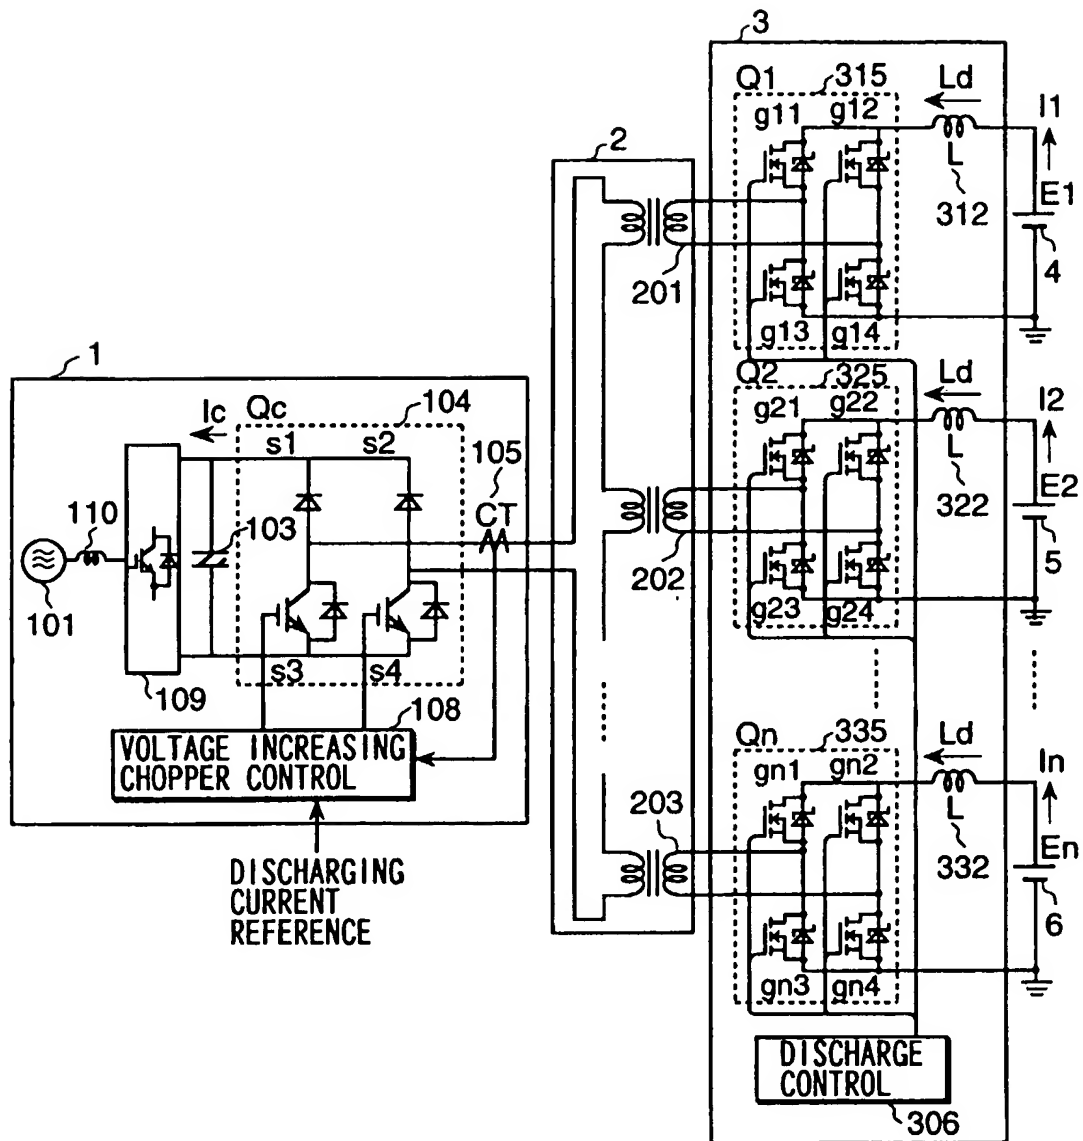 3
Q1
315
Ld
I1
g11
g12
L
312
E1
4
g13
g14
2
201
Q2
325
Ld
I2
g21
g22
L
322
E2
5
g23
g24
202
1
Ic
Qc
104
s1
s2
105
CT
110
103
101
s3
s4
109
108
VOLTAGE INCREASING
CHOPPER CONTROL
DISCHARGING
CURRENT
REFERENCE
Qn
335
Ld
In
gn1
gn2
L
332
En
6
203
gn3
gn4
DISCHARGE
CONTROL
306